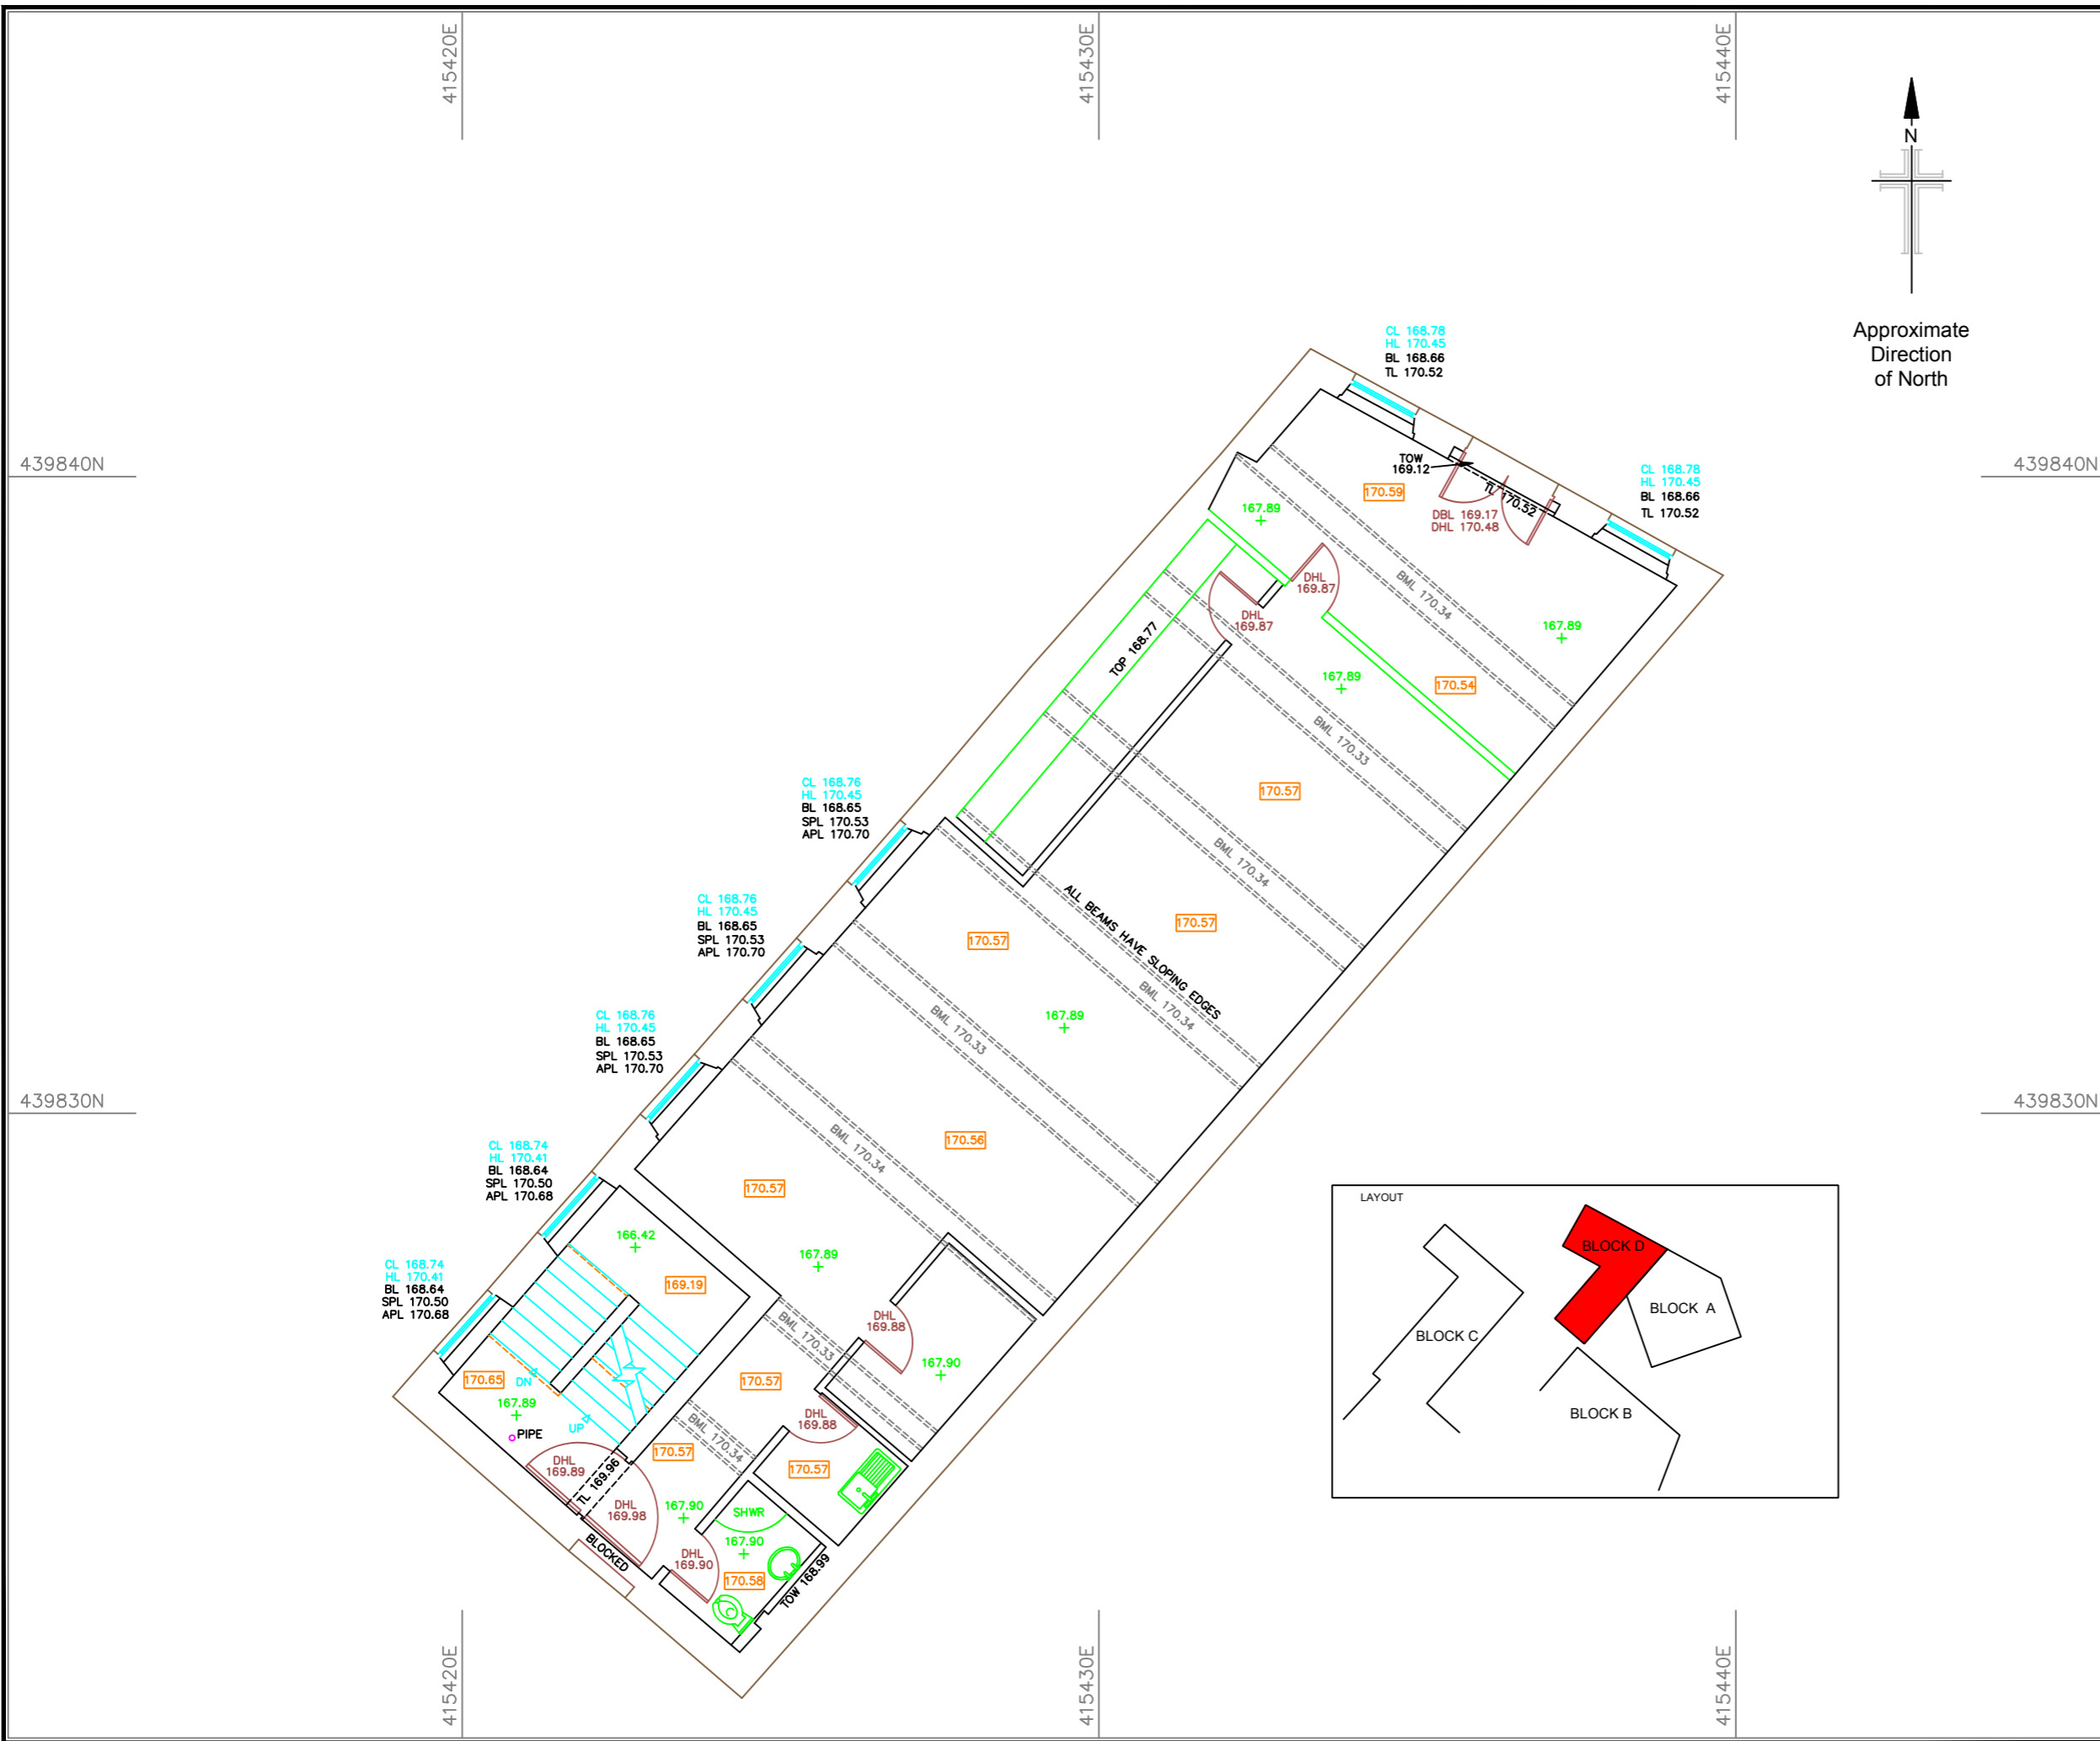 415420E
415430E
415440E
N
Approximate
Direction
of North
439840N
439840N
CL 168.78
HL 170.45
BL 168.66
TL 170.52
TOW
169.12
TL 170.52
CL 168.78
HL 170.45
BL 168.66
TL 170.52
170.59
DBL 169.17
DHL 170.48
167.89
DHL
169.87
DHL
169.87
BML 170.34
167.89
TOP 168.77
167.89
170.54
BML 170.33
170.57
CL 168.76
HL 170.45
BL 168.65
SPL 170.53
APL 170.70
BML 170.34
170.57
ALL BEAMS HAVE SLOPING EDGES
170.57
CL 168.76
HL 170.45
BL 168.65
SPL 170.53
APL 170.70
BML 170.34
167.89
BML 170.33
CL 168.76
HL 170.45
BL 168.65
SPL 170.53
APL 170.70
439830N
439830N
170.56
BML 170.34
CL 168.74
HL 170.41
BL 168.64
SPL 170.50
APL 170.68
170.57
166.42
167.89
169.19
CL 168.74
HL 170.41
BL 168.64
SPL 170.50
APL 170.68
DHL
169.88
BML 170.33
167.90
170.65
DN
170.57
167.89
UP
PIPE
DHL
169.88
BML 170.34
170.57
170.57
DHL
169.89
TL 169.96
DHL
169.98
167.90
SHWR
167.90
BLOCKED
DHL
169.90
170.58
TOW 168.99
LAYOUT
BLOCK D
BLOCK A
BLOCK C
BLOCK B
415420E
415430E
415440E